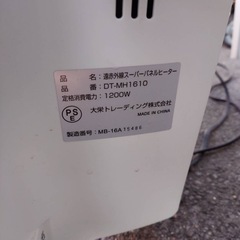 品 名：遠赤外線スーパーパネルヒーター
品 番：DT-MH1610
定格消費電力：1200W
PS
E
大栄トレーディング株式会社
MADE IN CHINA
製造番号：MB-16A15486